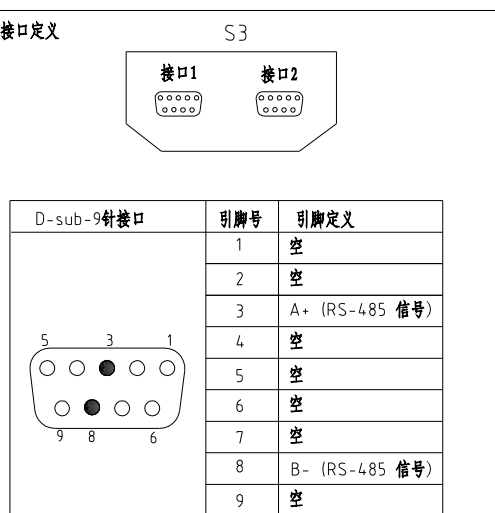 接口定义
S3
接口1 接口2
D-sub-9针接口 引脚号 引脚定义
1 空
2 空
3 A+ (RS-485 信号)
4 空
5 空
6 空
7 空
8 B- (RS-485 信号)
9 空
5 3 1
9 8 6